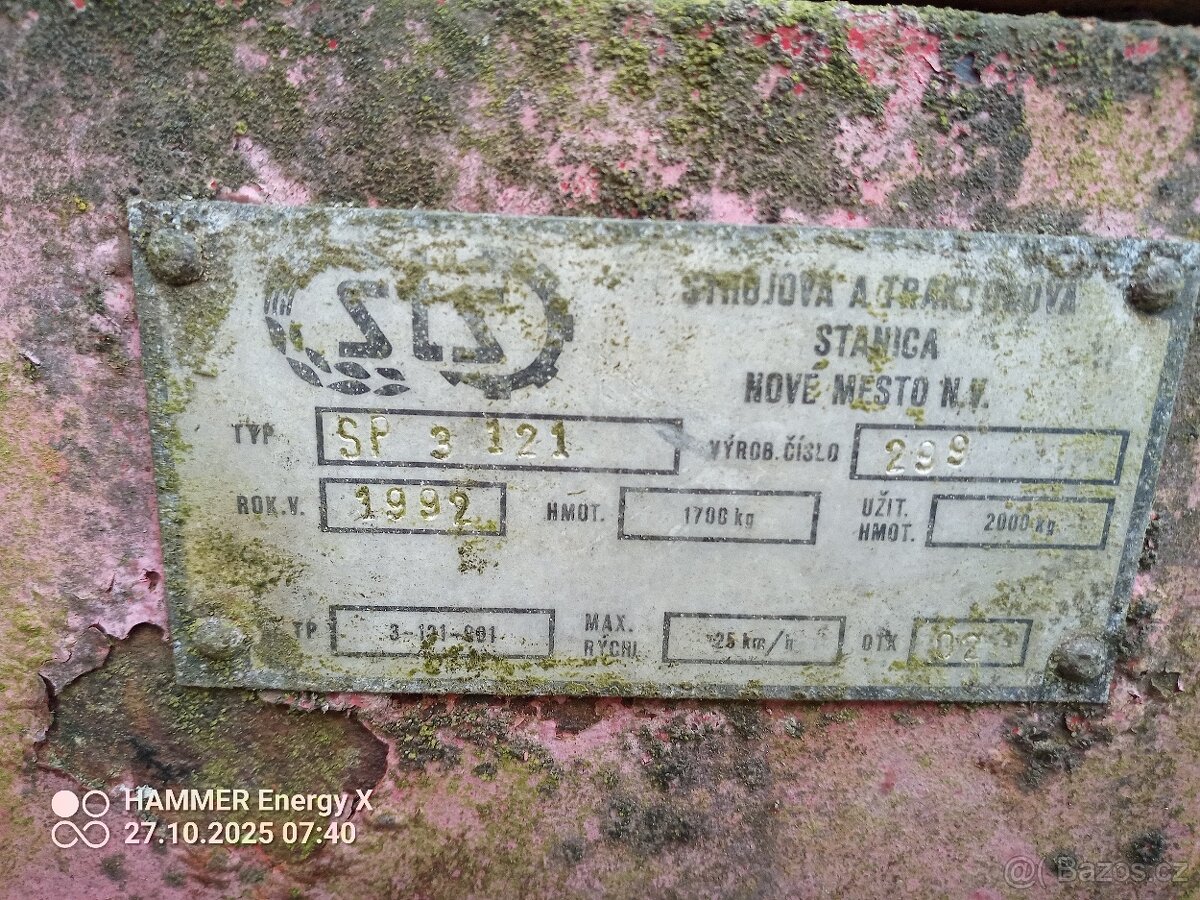 STS
STROJOVÁ A TRAKTOROVÁ
STANICA
NOVÉ MESTO N.V.
TYP SP 3 121 VÝROB. ČÍSLO 299
ROK. V. 1992 HMOT. 1700 kg UŽIT. HMOT. 2000 kg
TP 3-121-901 MAX. RÝCHL. 25 km/h OTK 02
HAMMER Energy X
27.10.2025 07:40
@( Bazos.cz